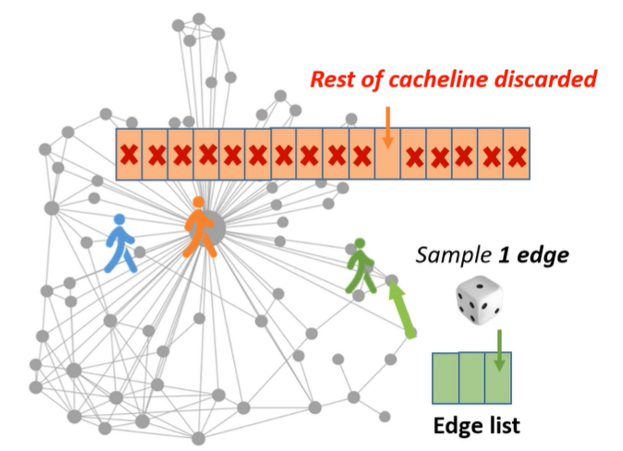 Rest of cacheline discarded
Sample 1 edge
Edge list